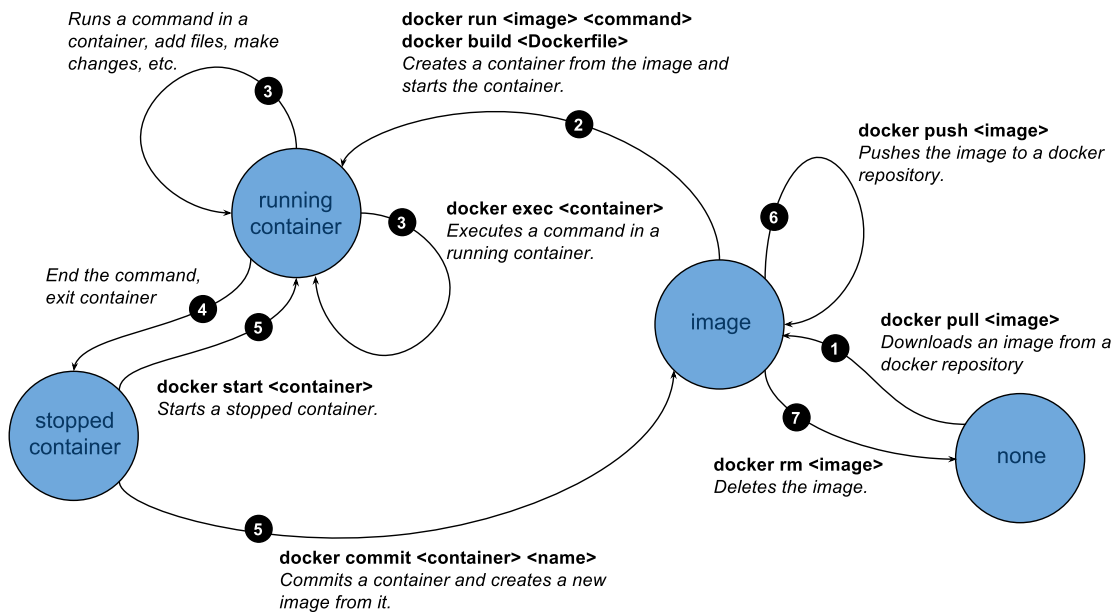 Runs a command in a
container, add files, make
changes, etc.
3
docker run <image> <command>
docker build <Dockerfile>
Creates a container from the image and
starts the container.
2
docker push <image>
Pushes the image to a docker
repository.
6
running
container
3
docker exec <container>
Executes a command in a
running container.
End the command,
exit container
4
5
docker start <container>
Starts a stopped container.
image
docker pull <image>
Downloads an image from a
docker repository
1
7
docker rm <image>
Deletes the image.
none
stopped
container
5
docker commit <container> <name>
Commits a container and creates a new
image from it.